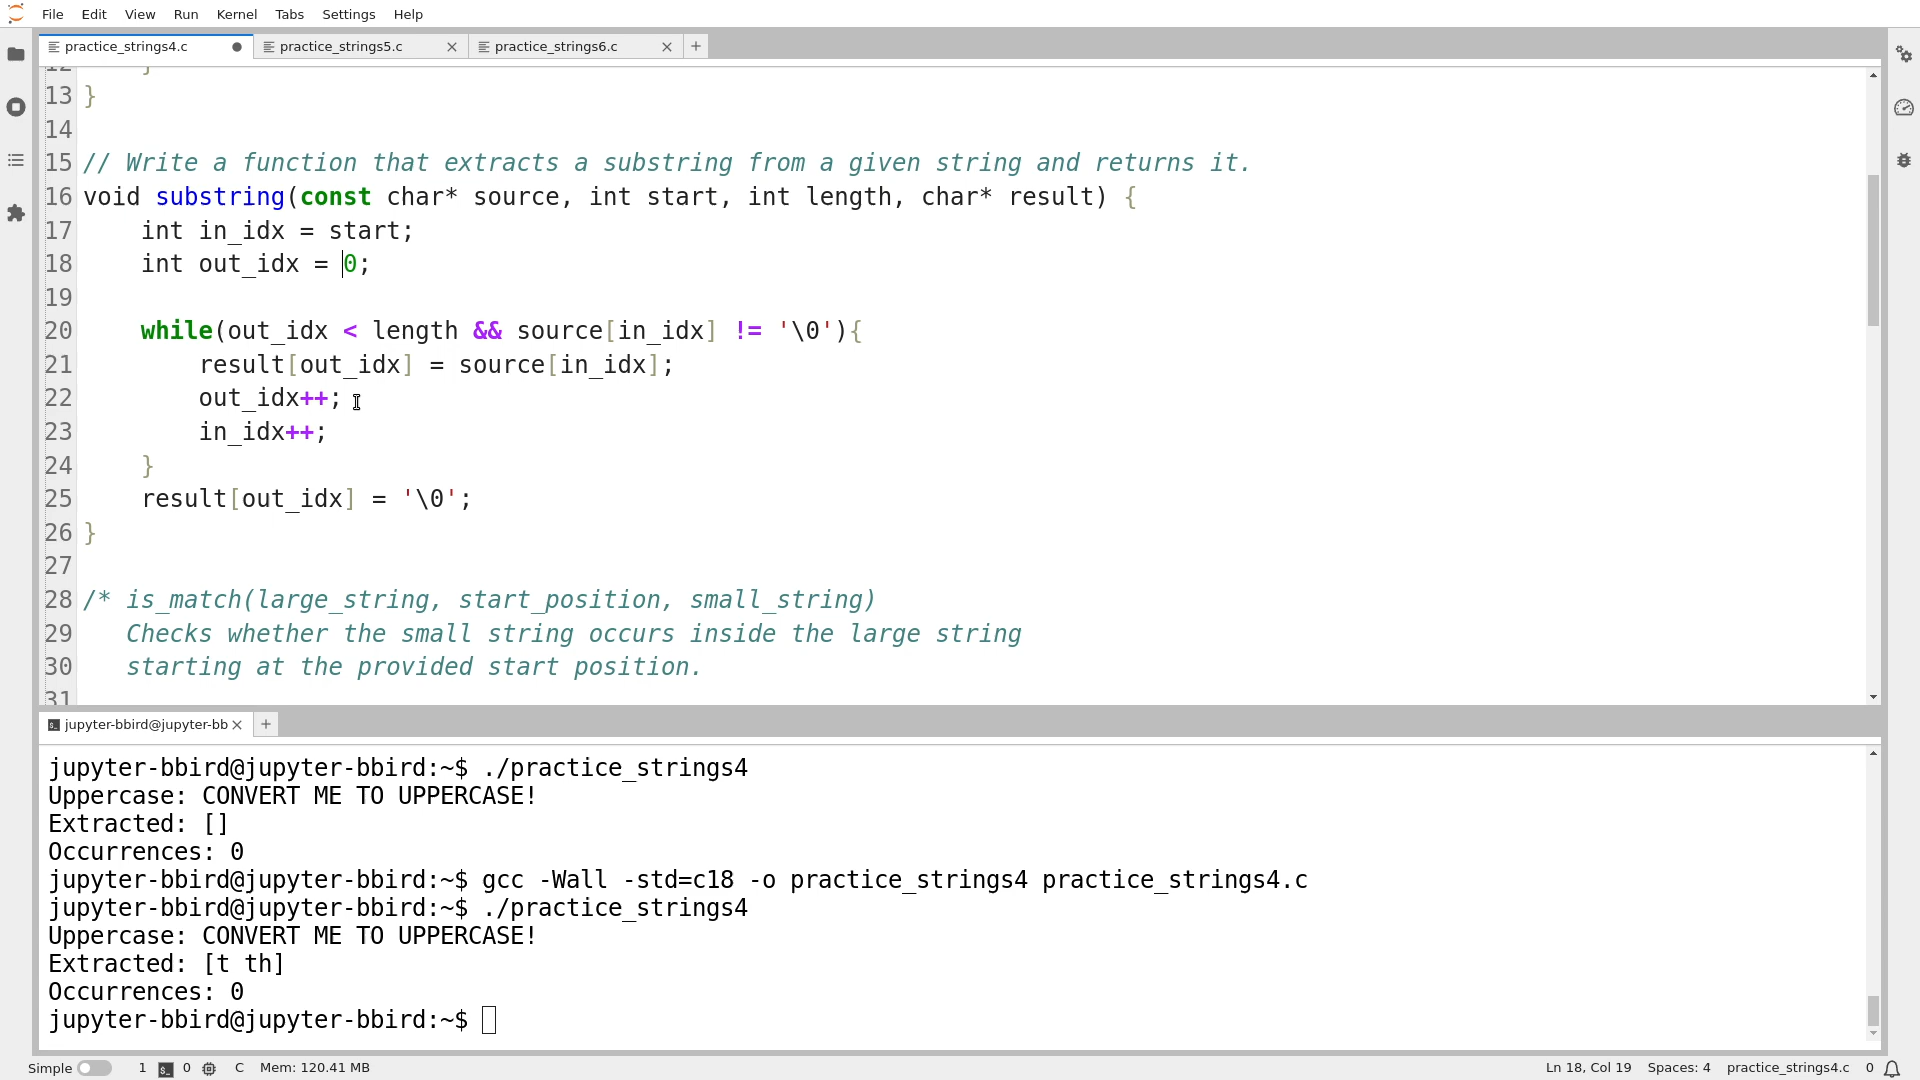 File Edit View Run Kernel Tabs Settings Help
practice_strings4.c practice_strings5.c practice_strings6.c
12 }
13 }
14
15 // Write a function that extracts a substring from a given string and returns it.
16 void substring(const char* source, int start, int length, char* result) {
17 int in_idx = start;
18 int out_idx = 0;
19
20 while(out_idx < length && source[in_idx] != '\0'){
21 result[out_idx] = source[in_idx];
22 out_idx++;
23 in_idx++;
24 }
25 result[out_idx] = '\0';
26 }
27
28 /* is_match(large_string, start_position, small_string)
29 Checks whether the small string occurs inside the large string
30 starting at the provided start position.
31
jupyter-bbird@jupyter-bb
jupyter-bbird@jupyter-bbird:~$ ./practice_strings4
Uppercase: CONVERT ME TO UPPERCASE!
Extracted: []
Occurrences: 0
jupyter-bbird@jupyter-bbird:~$ gcc -Wall -std=c18 -o practice_strings4 practice_strings4.c
jupyter-bbird@jupyter-bbird:~$ ./practice_strings4
Uppercase: CONVERT ME TO UPPERCASE!
Extracted: [t th]
Occurrences: 0
jupyter-bbird@jupyter-bbird:~$
Simple 1 0 C Mem: 120.41 MB Ln 18, Col 19 Spaces: 4 practice_strings4.c 0